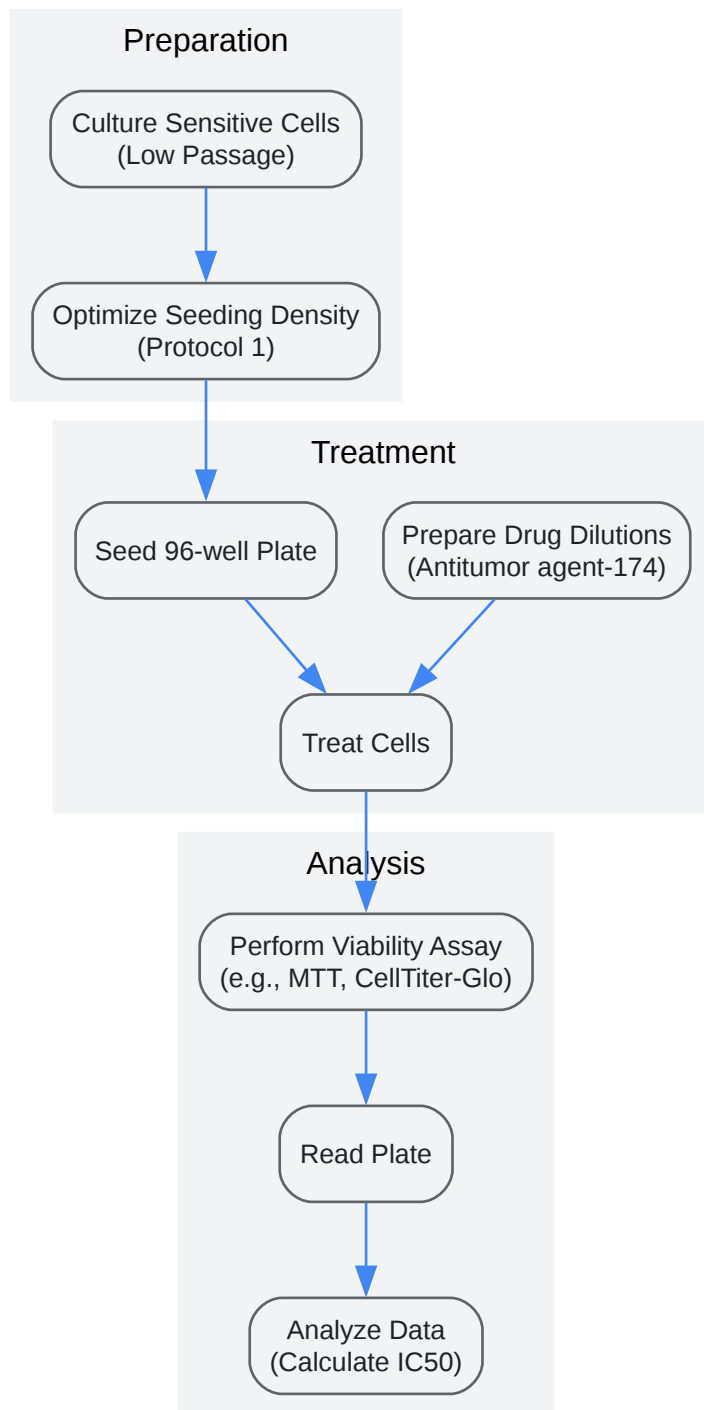 Preparation
Culture Sensitive Cells
(Low Passage)
Optimize Seeding Density
(Protocol 1)
Treatment
Seed 96-well Plate
Prepare Drug Dilutions
(Antitumor agent-174)
Treat Cells
Analysis
Perform Viability Assay
(e.g., MTT, CellTiter-Glo)
Read Plate
Analyze Data
(Calculate IC50)